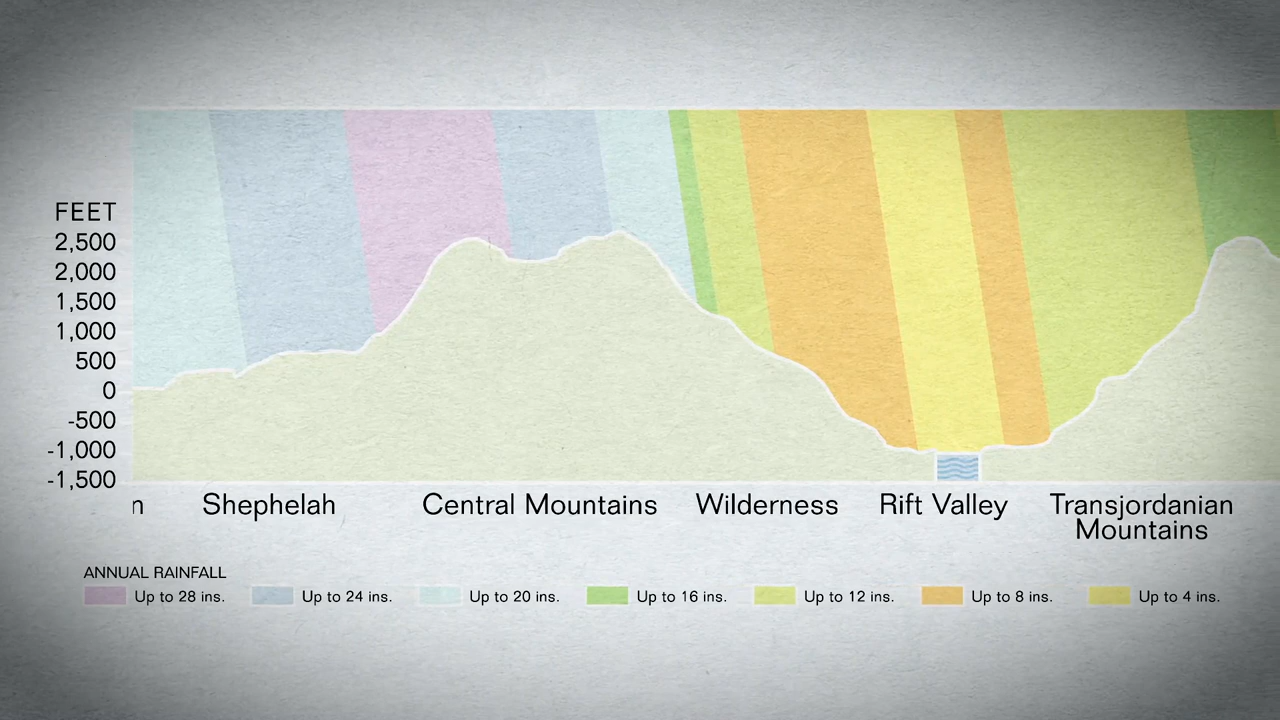 FEET
2,500
2,000
1,500
1,000
500
0
-500
-1,000
-1,500
n Shephelah Central Mountains Wilderness Rift Valley Transjordanian
Mountains
ANNUAL RAINFALL
Up to 28 ins. Up to 24 ins. Up to 20 ins. Up to 16 ins. Up to 12 ins. Up to 8 ins. Up to 4 ins.